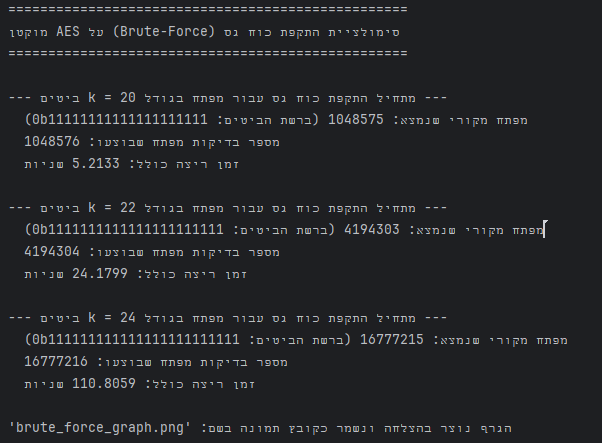 ==================================================
סימולציית התקפת כוח גס (Brute-Force) על AES מוקטן
==================================================
--- מתחיל התקפת כוח גס עבור מפתח בגודל k = 20 ביטים ---
מפתח מקורי שנמצא: 1048575 (ברשת הביטים: 0b11111111111111111111)
מספר בדיקות מפתח שבוצעו: 1048576
זמן ריצה כולל: 5.2133 שניות
--- מתחיל התקפת כוח גס עבור מפתח בגודל k = 22 ביטים ---
מפתח מקורי שנמצא: 4194303 (ברשת הביטים: 0b1111111111111111111111)
מספר בדיקות מפתח שבוצעו: 4194304
זמן ריצה כולל: 24.1799 שניות
--- מתחיל התקפת כוח גס עבור מפתח בגודל k = 24 ביטים ---
מפתח מקורי שנמצא: 16777215 (ברשת הביטים: 0b111111111111111111111111)
מספר בדיקות מפתח שבוצעו: 16777216
זמן ריצה כולל: 110.8059 שניות
הגרף נוצר בהצלחה ונשמר כקובץ תמונה בשם: 'brute_force_graph.png'